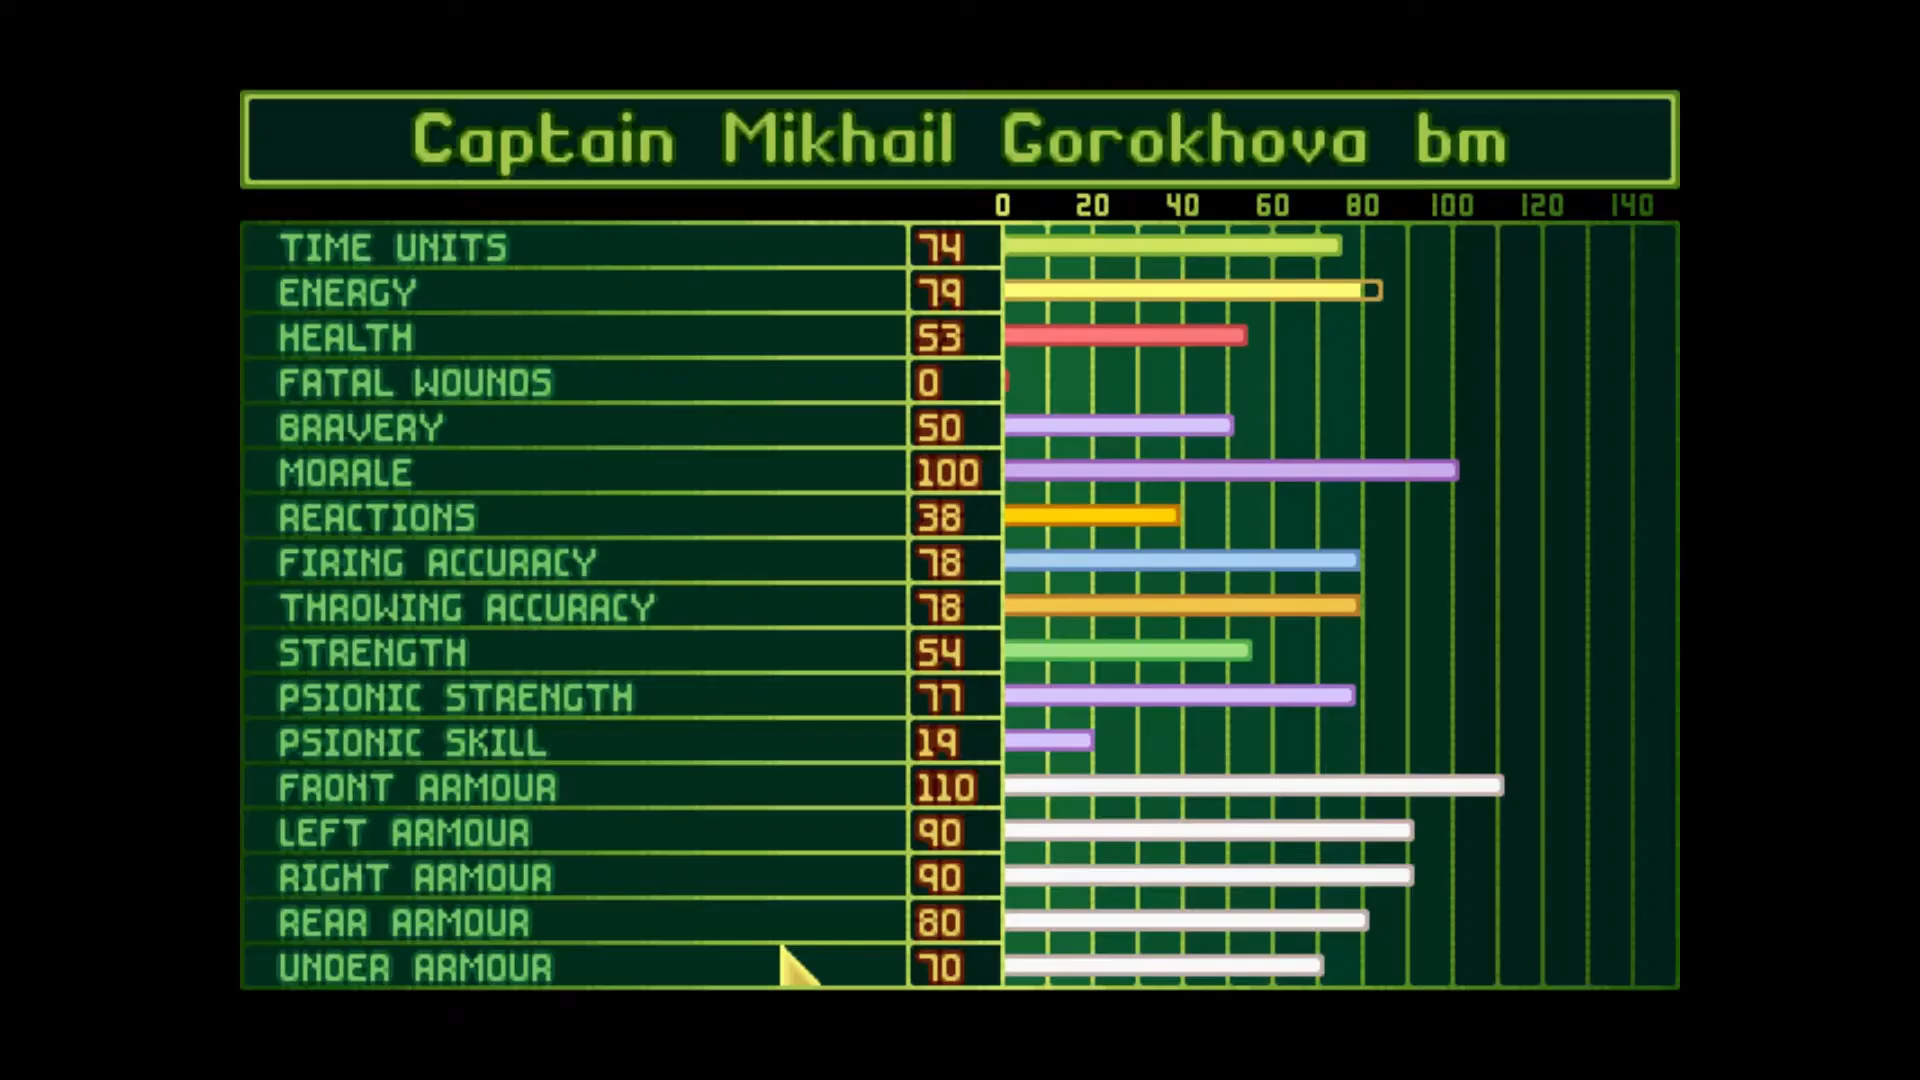 Captain Mikhail Gorokhova bm
0 20 40 60 80 100 120 140
TIME UNITS 74
ENERGY 79
HEALTH 53
FATAL WOUNDS 0
BRAVERY 50
MORALE 100
REACTIONS 38
FIRING ACCURACY 78
THROWING ACCURACY 78
STRENGTH 54
PSIONIC STRENGTH 77
PSIONIC SKILL 19
FRONT ARMOUR 110
LEFT ARMOUR 90
RIGHT ARMOUR 90
REAR ARMOUR 80
UNDER ARMOUR 70